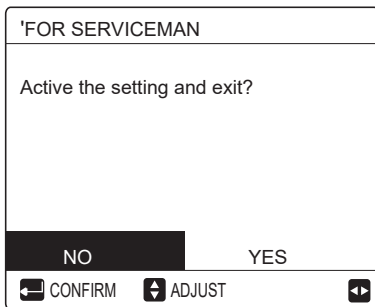 'FOR SERVICEMAN
Active the setting and exit?
NO YES
CONFIRM ADJUST